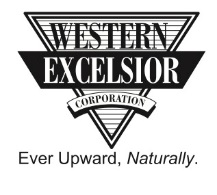 WESTERN
EXCELSIOR
CORPORATION
Ever Upward, Naturally.